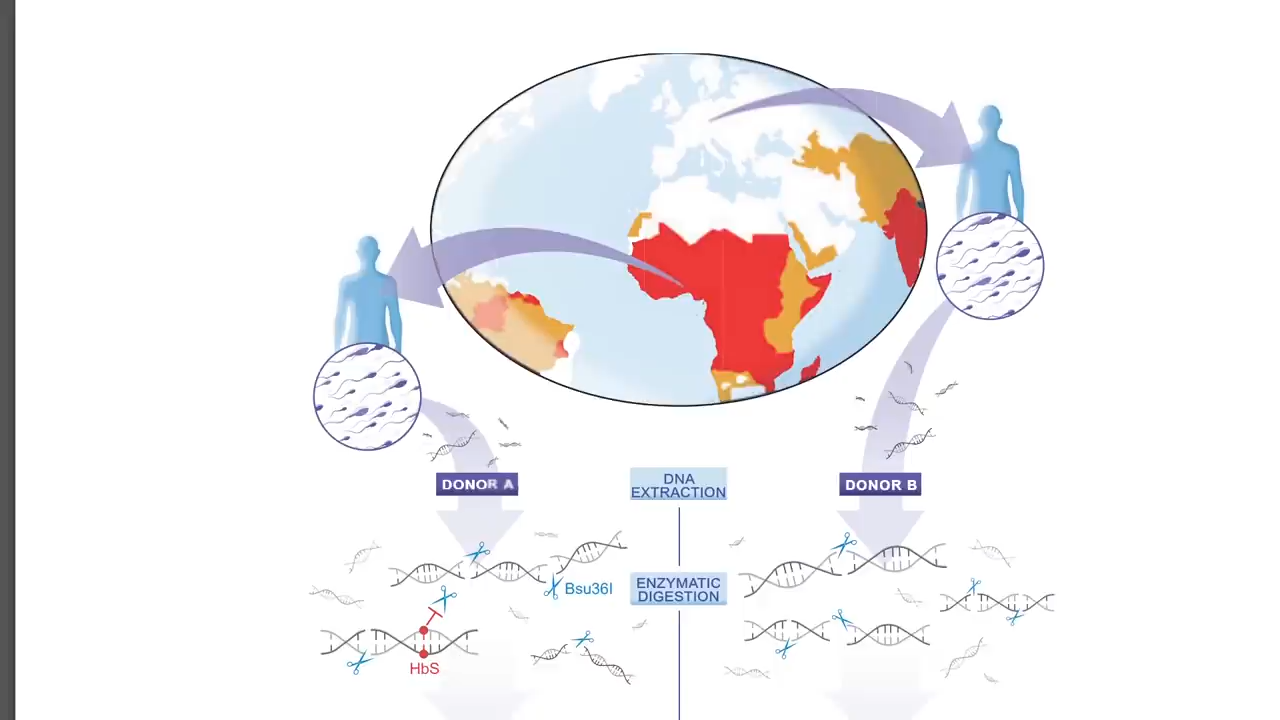 DONOR A
DNA
EXTRACTION
DONOR B
ENZYMATIC
DIGESTION
Bsu36I
HbS